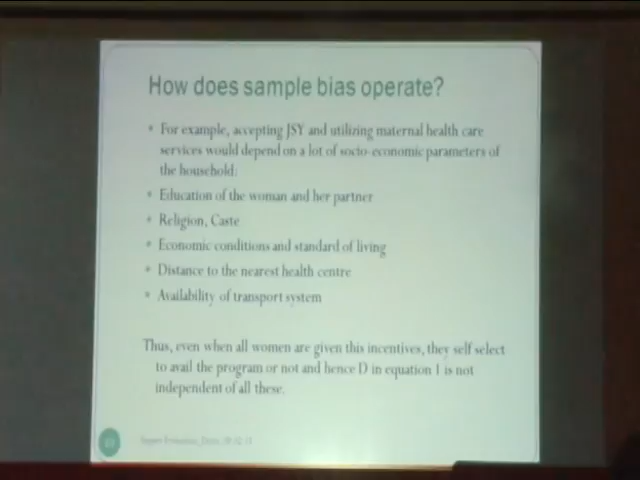 How does sample bias operate?
• For example, accepting JSY and utilizing maternal health care
services would depend on a lot of socio-economic parameters of
the household:
• Education of the woman and her partner
• Religion, Caste
• Economic conditions and standard of living
• Distance to the nearest health centre
• Availability of transport system
Thus, even when all women are given this incentives, they self select
to avail the program or not and hence D in equation 1 is not
independent of all these.